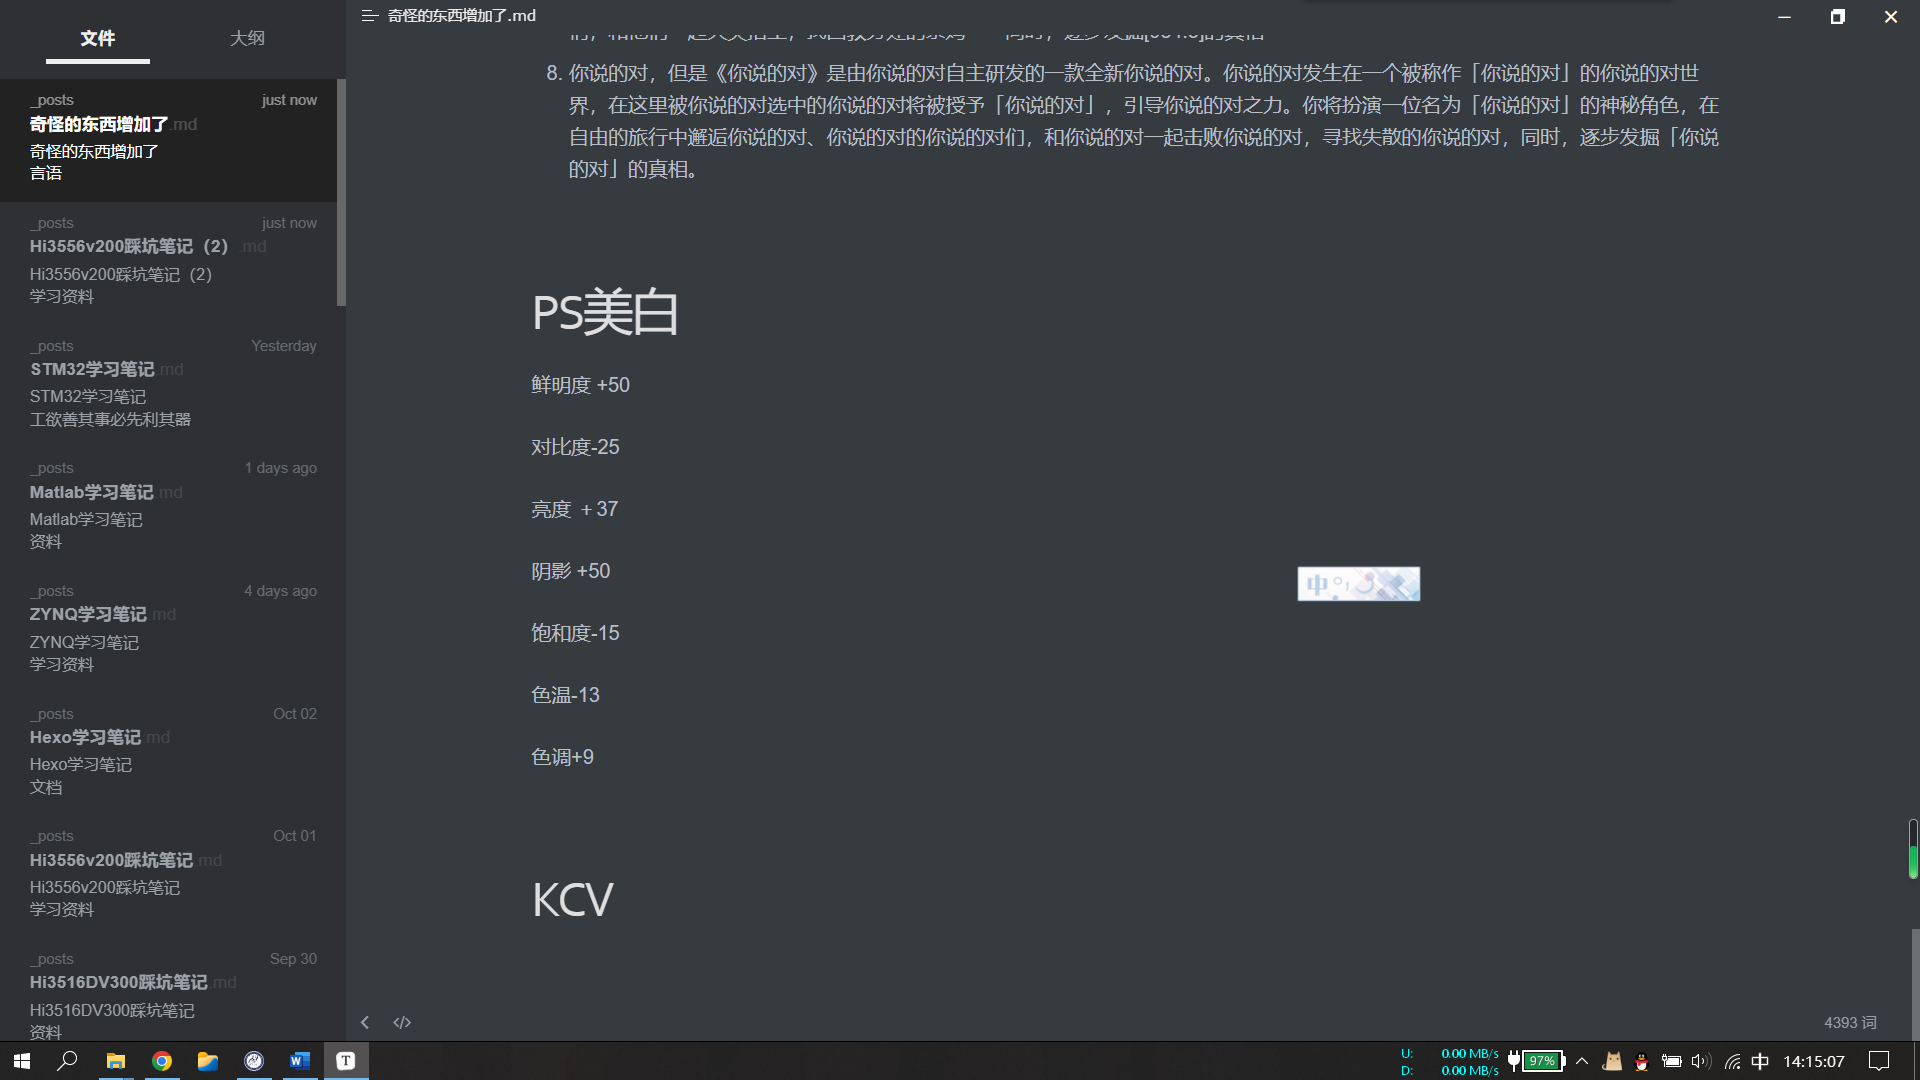 文件
大纲
_posts
just now
奇怪的东西增加了.md
奇怪的东西增加了
言语
_posts
just now
Hi3556v200踩坑笔记（2）.md
Hi3556v200踩坑笔记（2）
学习资料
_posts
Yesterday
STM32学习笔记.md
STM32学习笔记
工欲善其事必先利其器
_posts
1 days ago
Matlab学习笔记.md
Matlab学习笔记
资料
_posts
4 days ago
ZYNQ学习笔记.md
ZYNQ学习笔记
学习资料
_posts
Oct 02
Hexo学习笔记.md
Hexo学习笔记
文档
_posts
Oct 01
Hi3556v200踩坑笔记.md
Hi3556v200踩坑笔记
学习资料
_posts
Sep 30
Hi3516DV300踩坑笔记.md
Hi3516DV300踩坑笔记
资料
奇怪的东西增加了.md
8. 你说的对，但是《你说的对》是由你说的对自主研发的一款全新你说的对。你说的对发生在一个被称作「你说的对」的你说的对世
界，在这里被你说的对选中的你说的对将被授予「你说的对」，引导你说的对之力。你将扮演一位名为「你说的对」的神秘角色，在
自由的旅行中邂逅你说的对、你说的对的你说的对们，和你说的对一起击败你说的对，寻找失散的你说的对，同时，逐步发掘「你说
的对」的真相。
PS美白
鲜明度 +50
对比度-25
亮度 ＋37
阴影 +50
饱和度-15
色温-13
色调+9
KCV
中 °,
</>
4393 词
W
T
U: 0.00 MB/s
D: 0.00 MB/s
97%
中
14:15:07